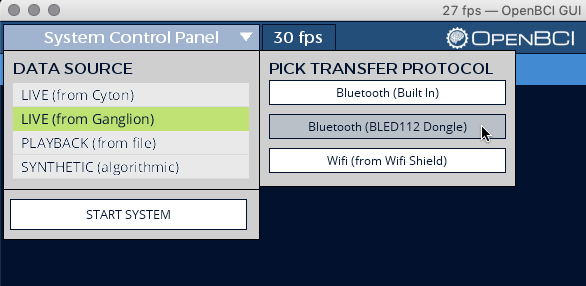 27 fps — OpenBCI GUI
System Control Panel
30 fps
OPENBCI
DATA SOURCE
LIVE (from Cyton)
LIVE (from Ganglion)
PLAYBACK (from file)
SYNTHETIC (algorithmic)
START SYSTEM
PICK TRANSFER PROTOCOL
Bluetooth (Built In)
Bluetooth (BLED112 Dongle)
Wifi (from Wifi Shield)